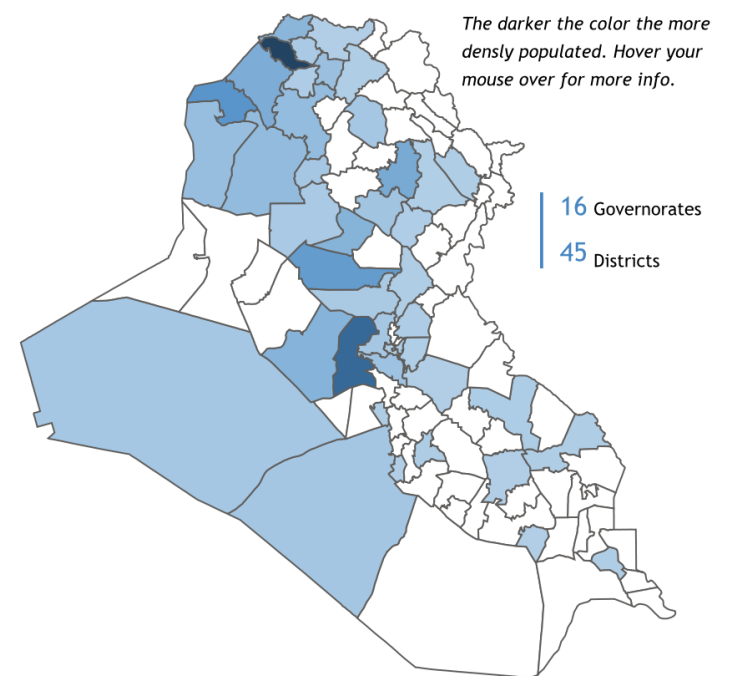 The darker the color the more
densly populated. Hover your
mouse over for more info.
16 Governorates
45 Districts